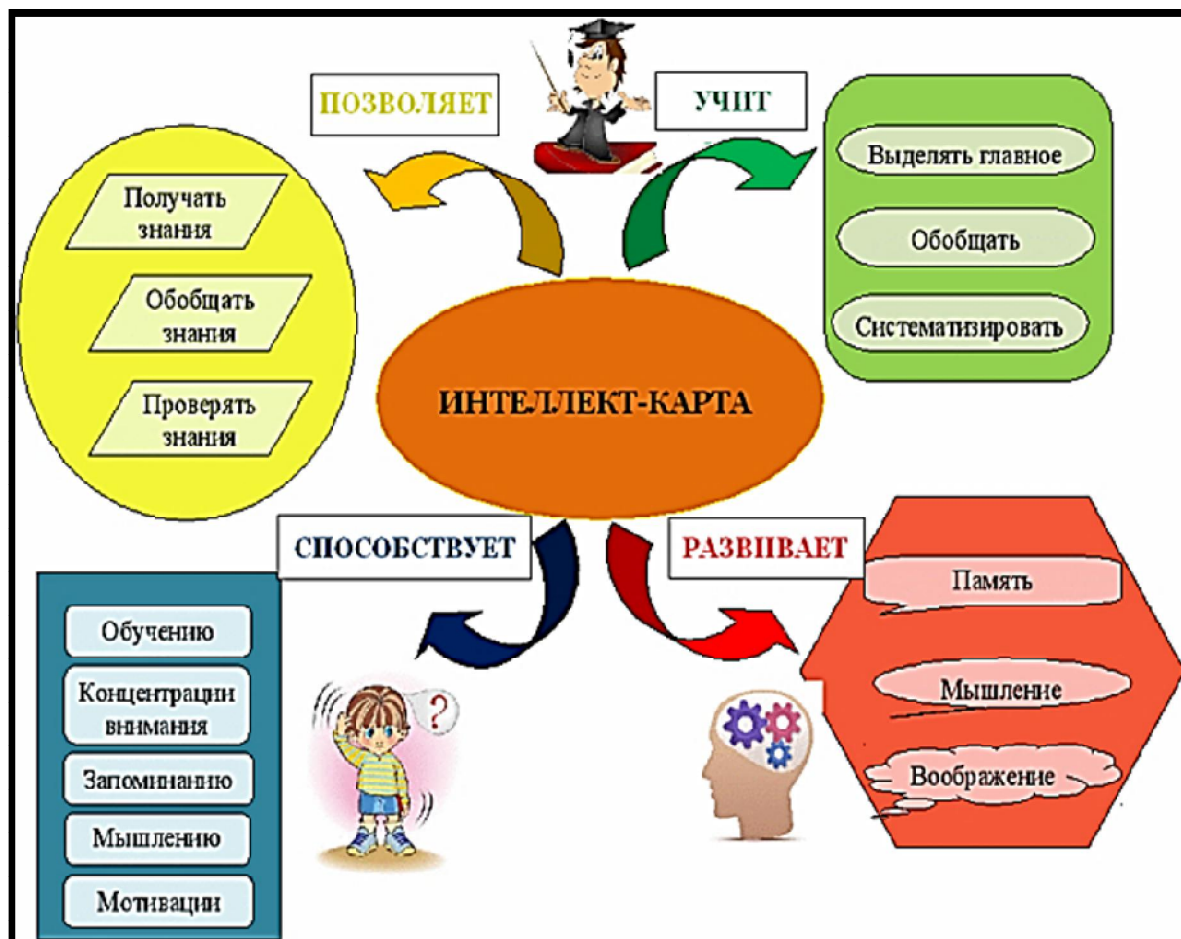 ПОЗВОЛЯЕТ
Получать
знания
Обобщать
знания
Проверять
знания
УЧИТ
Выделять главное
Обобщать
Систематизировать
ИНТЕЛЛЕКТ-КАРТА
СПОСОБСТВУЕТ
Обучению
Концентрации
внимания
Запоминанию
Мышлению
Мотивации
?
РАЗВИВАЕТ
Память
Мышление
Воображение